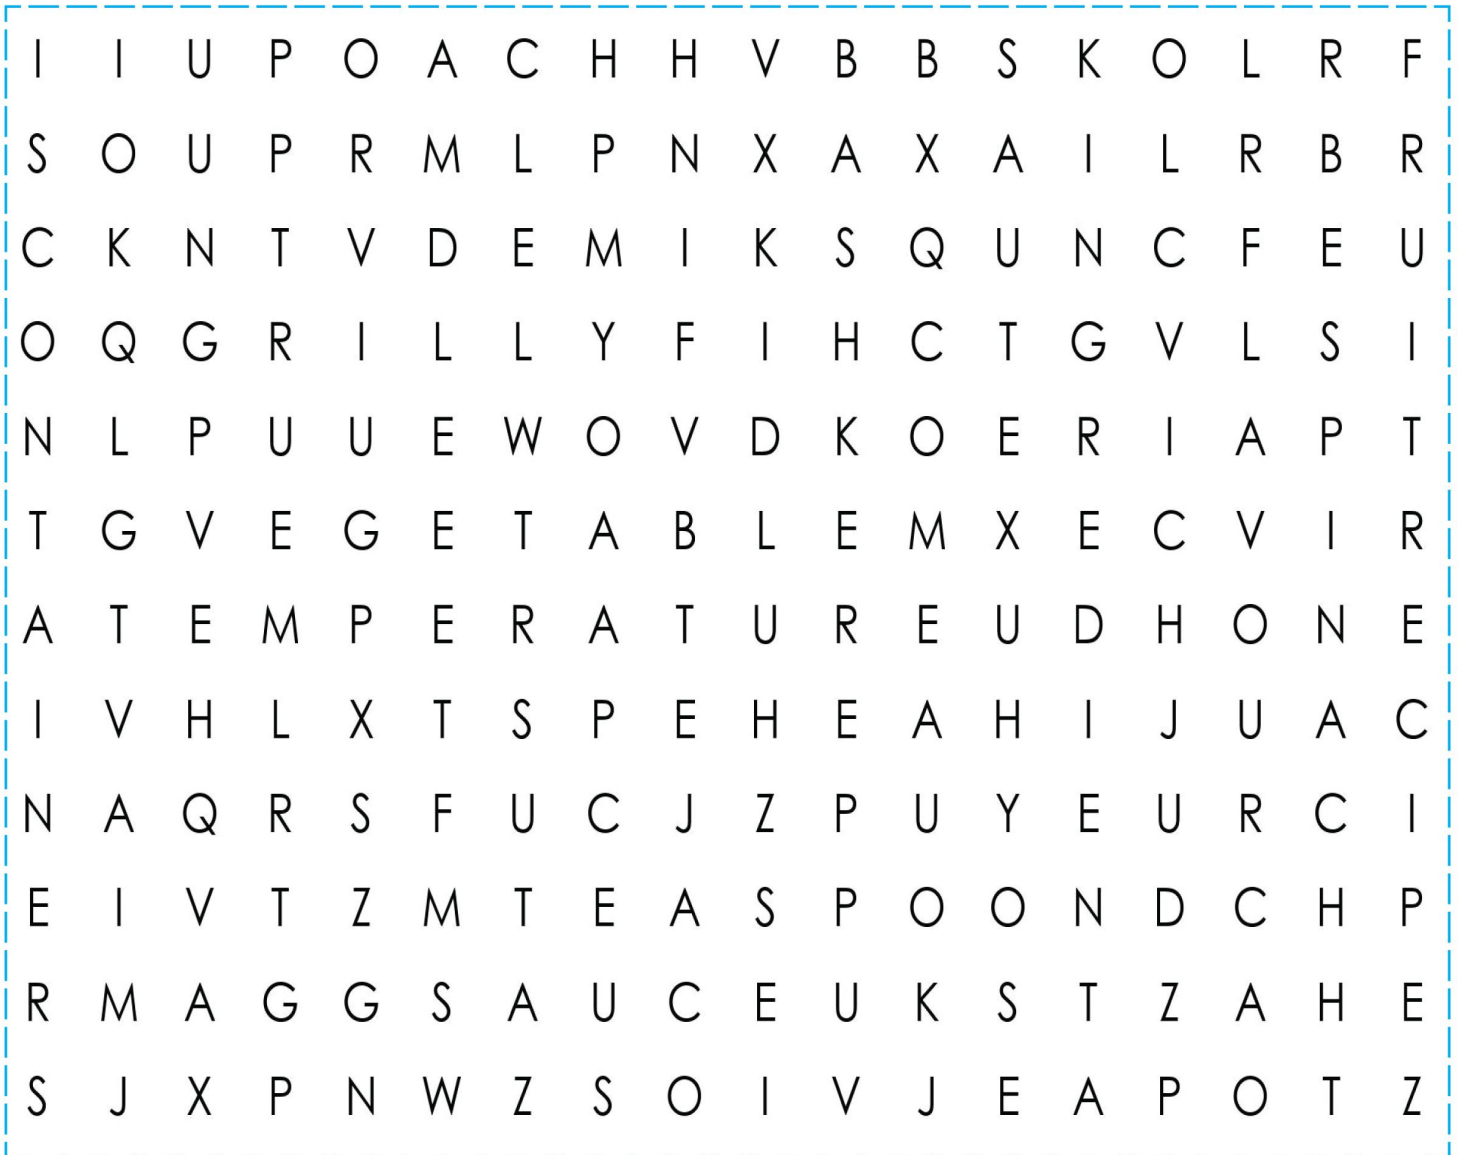 I I U P O A C H H V B B S K O L R F
S O U P R M L P N X A X A I L R B R
C K N T V D E M I K S Q U N C F E U
O Q G R I L L Y F I H C T G V L S I
N L P U U E W O V D K O E R I A P T
T G V E G E T A B L E M X E C V I R
A T E M P E R A T U R E U D H O N E
I V H L X T S P E H E A H I J U A C
N A Q R S F U C J Z P U Y E U R C I
E I V T Z M T E A S P O O N D C H P
R M A G G S A U C E U K S T Z A H E
S J X P N W Z S O I V J E A P O T Z